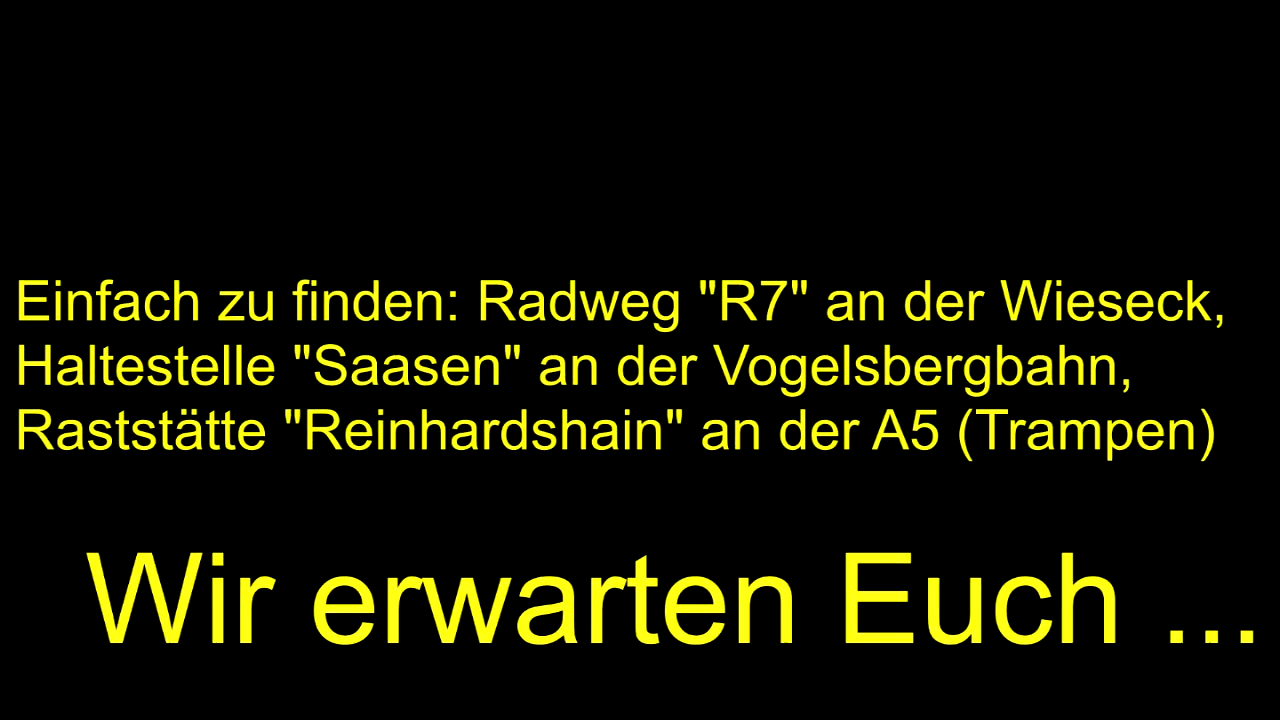 Einfach zu finden: Radweg "R7" an der Wieseck,
Haltestelle "Saasen" an der Vogelsbergbahn,
Raststätte "Reinhardshain" an der A5 (Trampen)
Wir erwarten Euch ...